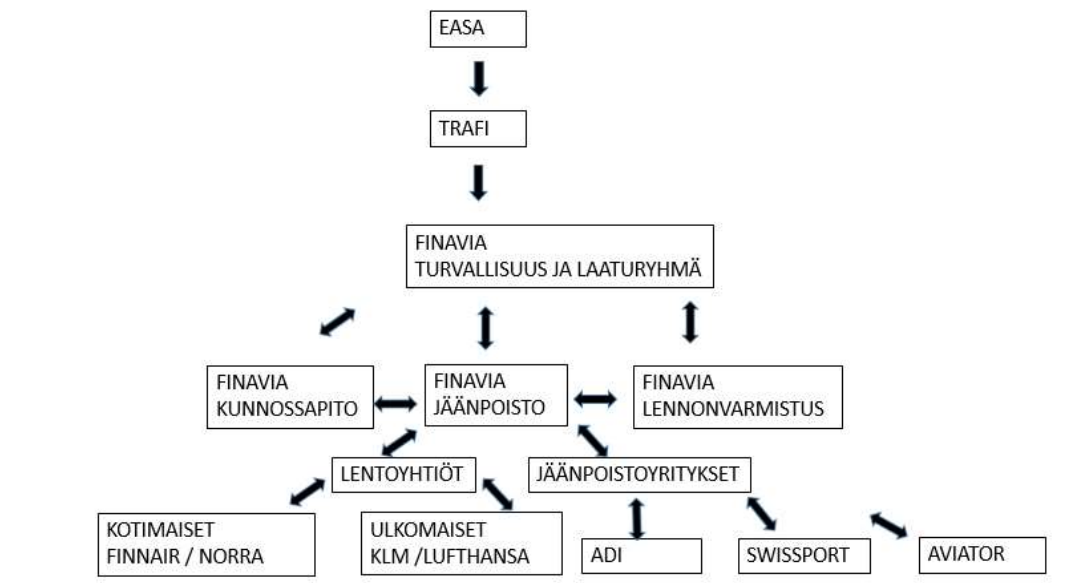 EASA
TRAFI
FINAVIA
TURVALLISUUS JA LAATURYHMÄ
FINAVIA
KUNNOSSAPITO
FINAVIA
JÄÄNPOISTO
FINAVIA
LENNONVARMISTUS
LENTOYHTIÖT
JÄÄNPOISTOYRITYKSET
KOTIMAISET
FINNAIR / NORRA
ULKOMAISET
KLM /LUFTHANSA
ADI
SWISSPORT
AVIATOR